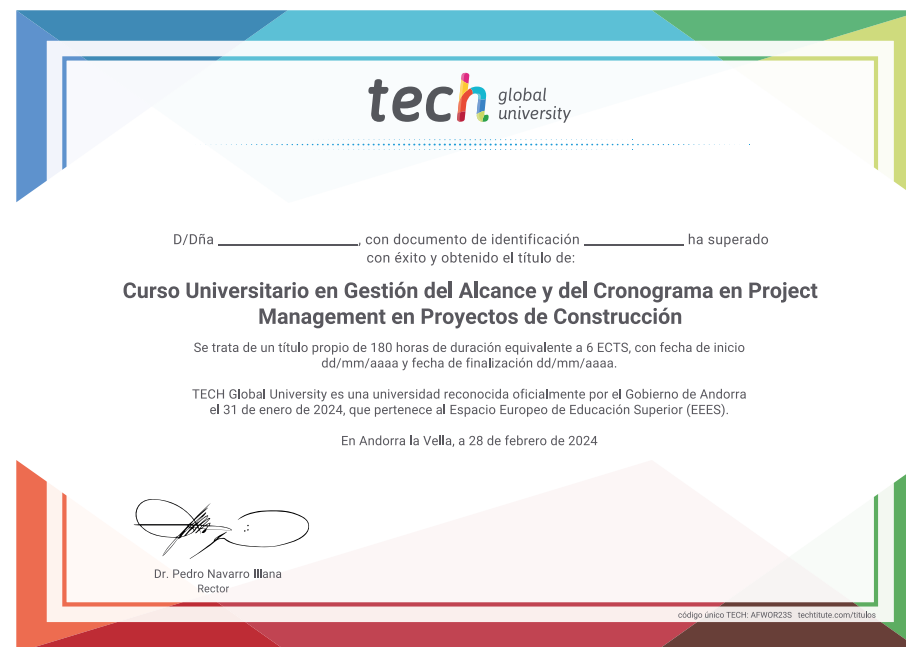 tech global university
D/Dña ____________________, con documento de identificación ______________ ha superado
con éxito y obtenido el título de:
Curso Universitario en Gestión del Alcance y del Cronograma en Project
Management en Proyectos de Construcción
Se trata de un título propio de 180 horas de duración equivalente a 6 ECTS, con fecha de inicio
dd/mm/aaaa y fecha de finalización dd/mm/aaaa.
TECH Global University es una universidad reconocida oficialmente por el Gobierno de Andorra
el 31 de enero de 2024, que pertenece al Espacio Europeo de Educación Superior (EEES).
En Andorra la Vella, a 28 de febrero de 2024
Dr. Pedro Navarro Illana
Rector
código único TECH: AFWOR23S techtitute.com/titulos